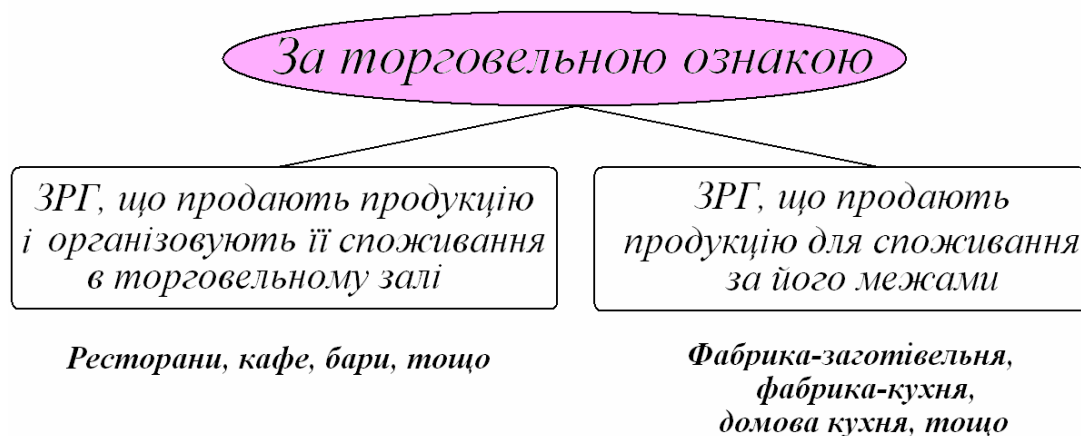 За торговельною ознакою
ЗРГ, що продають продукцію
і організовують її споживання
в торговельному залі
ЗРГ, що продають
продукцію для споживання
за його межами
Ресторани, кафе, бари, тощо
Фабрика-заготівельня,
фабрика-кухня,
домова кухня, тощо